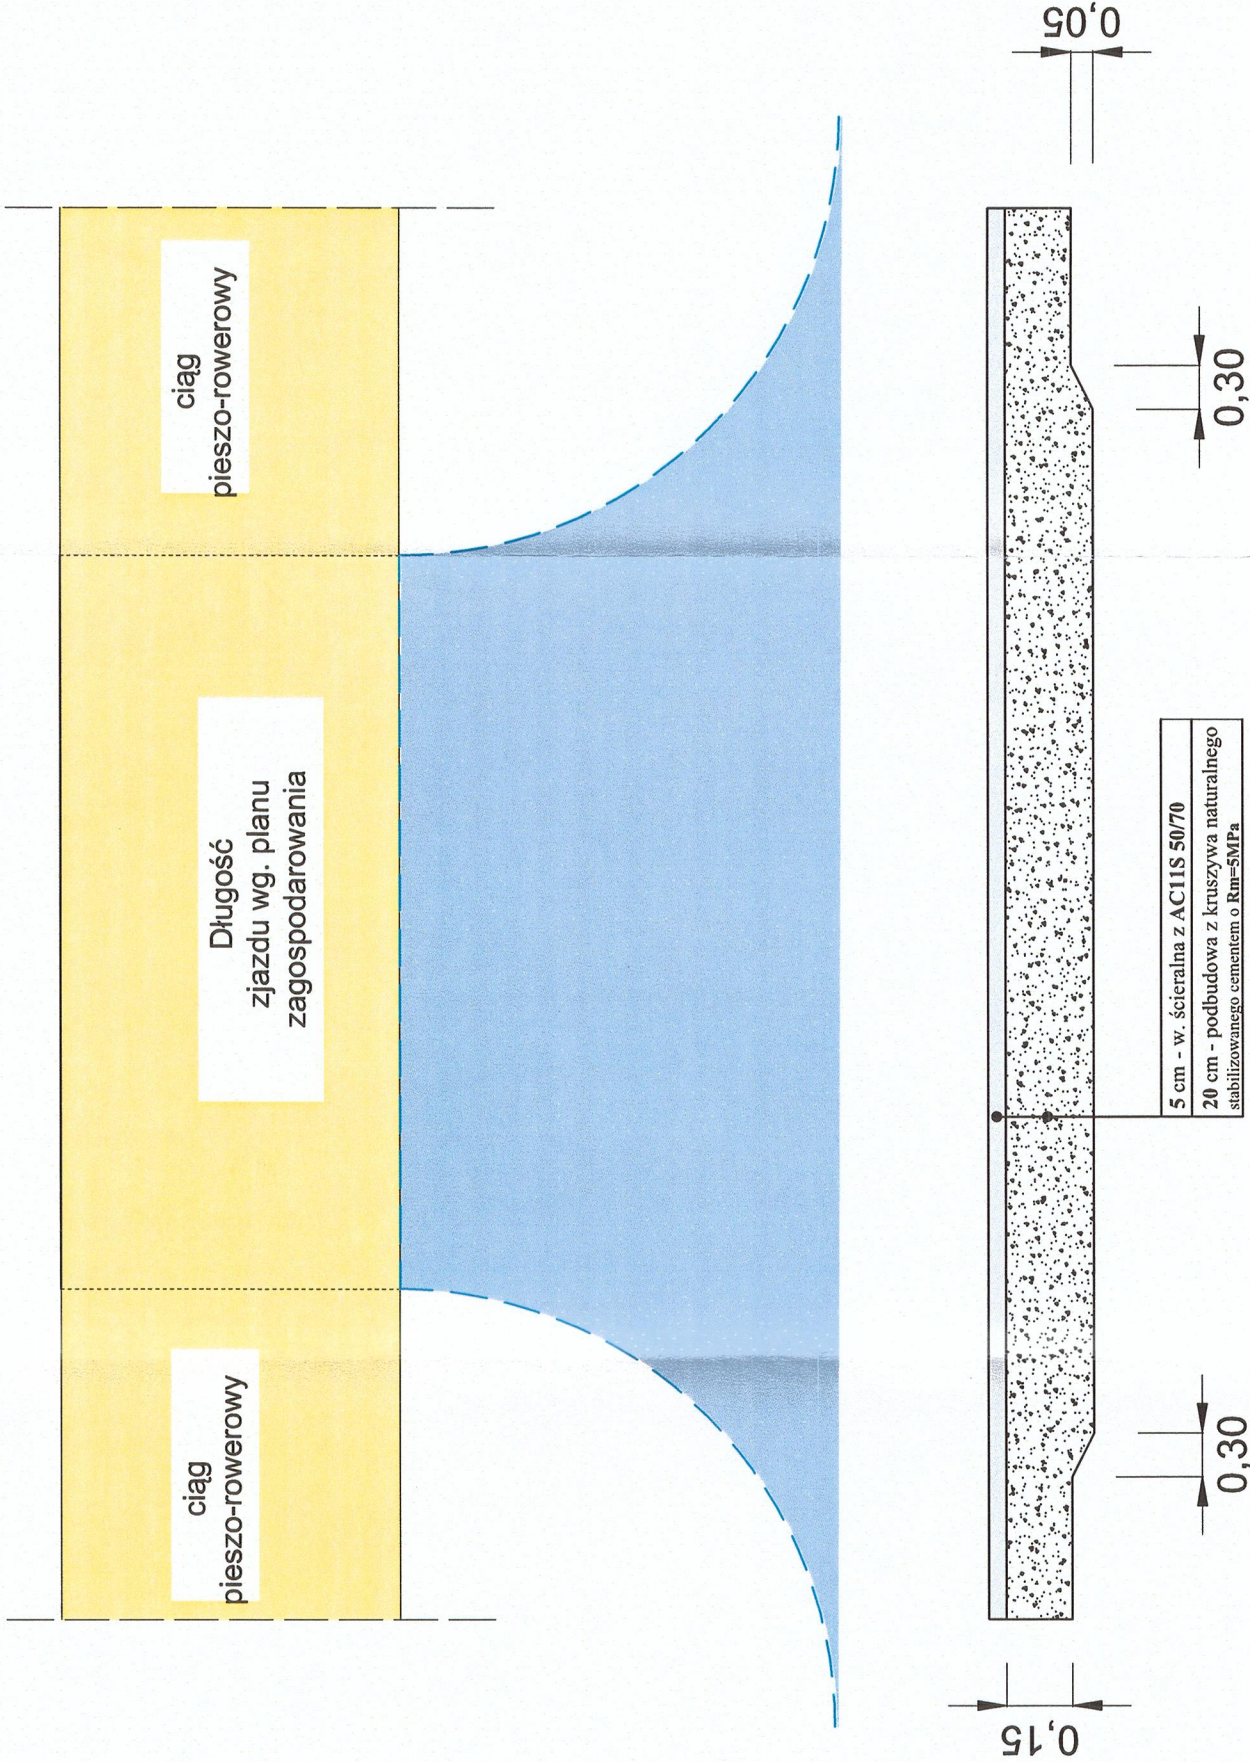 ciąg
pieszo-rowerowy
Długość
zjazdu wg. planu
zagospodarowania
ciąg
pieszo-rowerowy
0,15
0,05
0,30
0,30
5 cm - w. ścieralna z AC11S 50/70
20 cm - podbudowa z kruszywa naturalnego
stabilizowanego cementem o Rm=5MPa